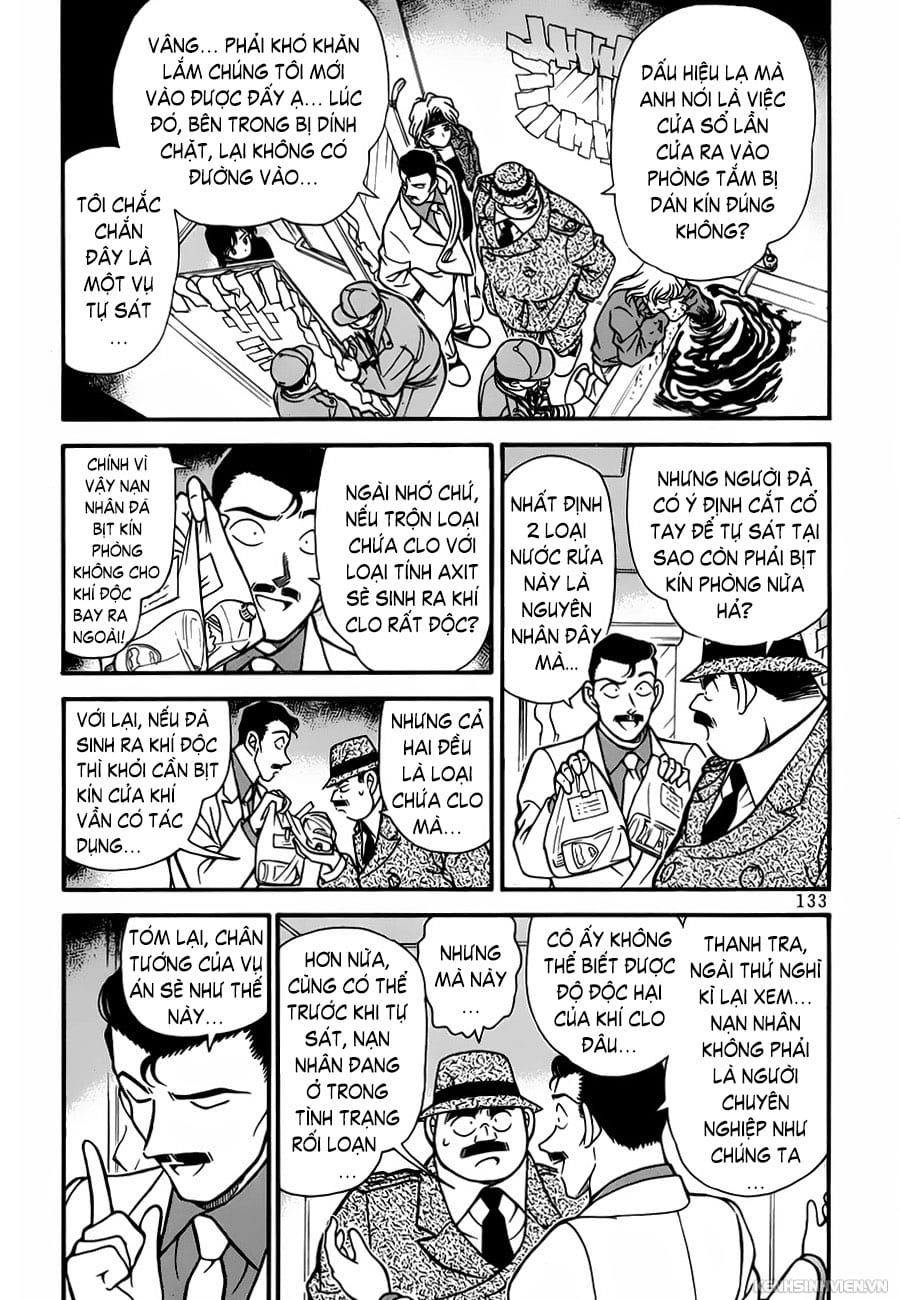 DẤU HIỆU LẠ MÀ
ANH NÓI LÀ VIỆC
CỬA SỔ LẪN
CỬA RA VÀO
PHÒNG TẮM BỊ
DÁN KÍN ĐÚNG
KHÔNG?
VÂNG... PHẢI KHÓ KHĂN
LẮM CHÚNG TÔI MỚI
VÀO ĐƯỢC ĐẤY Ạ... LÚC
ĐÓ, BÊN TRONG BỊ DÍNH
CHẶT, LẠI KHÔNG CÓ
ĐƯỜNG VÀO...
TÔI CHẮC
CHẮN
ĐÂY LÀ
MỘT VỤ
TỰ SÁT
...
NHƯNG NGƯỜI ĐÃ
CÓ Ý ĐỊNH CẮT CỔ
TAY ĐỂ TỰ SÁT TẠI
SAO CÒN PHẢI BỊT
KÍN PHÒNG NỮA
HẢ?
NHẤT ĐỊNH
2 LOẠI
NƯỚC RỬA
NÀY LÀ
NGUYÊN
NHÂN ĐÂY
MÀ...
NGÀI NHỚ CHỨ,
NẾU TRỘN LOẠI
CHỨA CLO VỚI
LOẠI TÍNH AXIT
SẼ SINH RA KHÍ
CLO RẤT ĐỘC?
CHÍNH VÌ
VẬY NẠN
NHÂN ĐÃ
BỊT KÍN
PHÒNG
KHÔNG CHO
KHÍ ĐỘC
BAY RA
NGOÀI!
NHƯNG CẢ
HAI ĐỀU
LÀ LOẠI
CHỨA CLO
MÀ...
VỚI LẠI, NẾU ĐÃ
SINH RA KHÍ ĐỘC
THÌ KHỎI CẦN BỊT
KÍN CỬA KHÍ
VẪN CÓ TÁC
DỤNG...
133
THANH TRA,
NGÀI THỬ NGHĨ
KĨ LẠI XEM...
NẠN NHÂN
KHÔNG PHẢI
LÀ NGƯỜI
CHUYÊN
NGHIỆP NHƯ
CHÚNG TA
...
CÔ ẤY KHÔNG
THỂ BIẾT ĐƯỢC
ĐỘ ĐỘC HẠI
CỦA KHÍ CLO
ĐÂU...
NHƯNG
MÀ NÀY
...
HƠN NỮA,
CŨNG CÓ THỂ
TRƯỚC KHI TỰ
SÁT, NẠN
NHÂN ĐANG
Ở TRONG
TÌNH TRẠNG
RỐI LOẠN
...
TÓM LẠI, CHÂN
TƯỚNG CỦA VỤ
ÁN SẼ NHƯ THẾ
NÀY...
KENHSINHVIEN.VN